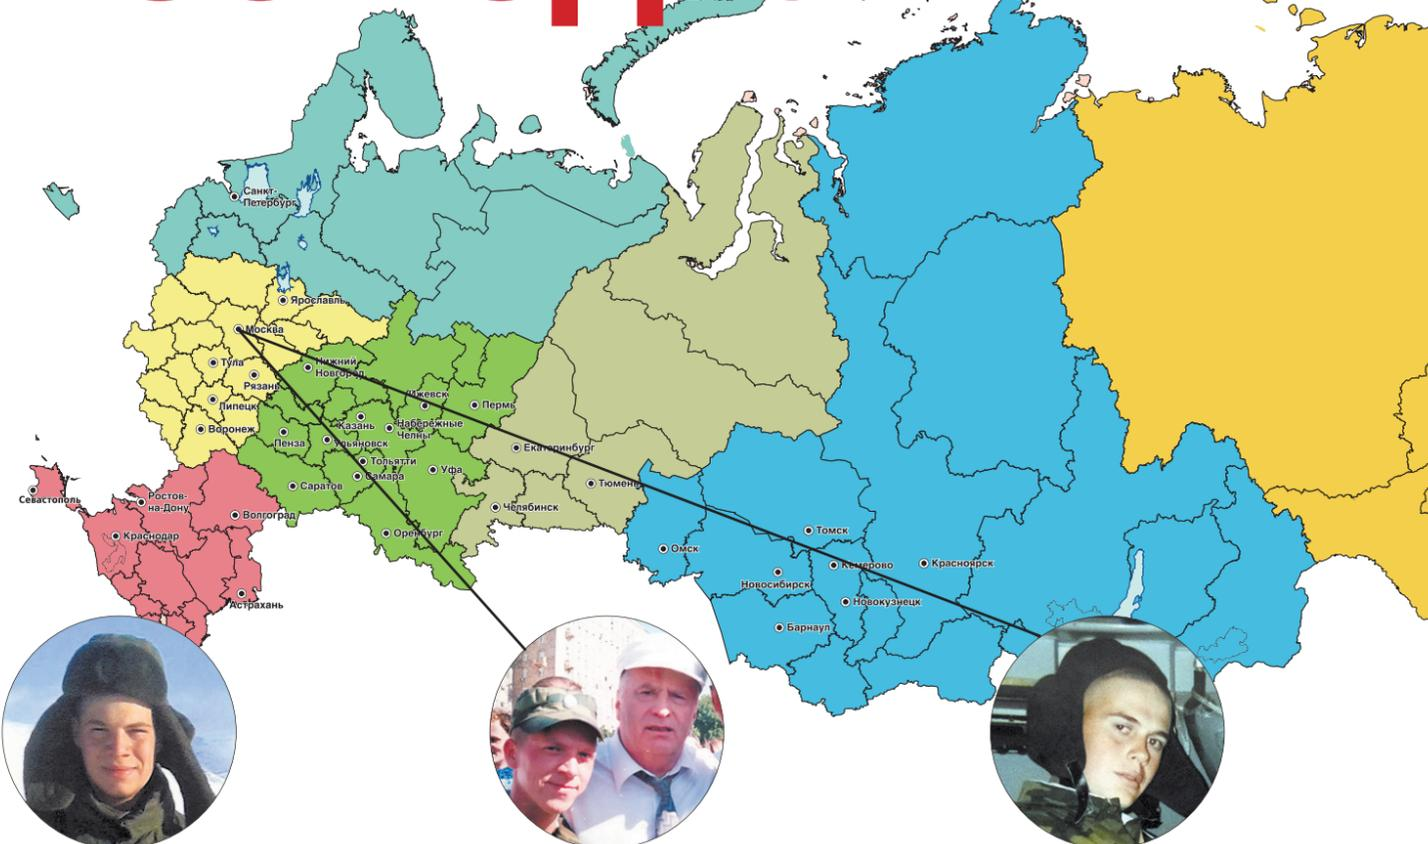 Санкт-
Петербург
Ярославль
Москва
Тула
Нижний
Новгород
Рязань
Ижевск
Липецк
Пермь
Казань
Набережные
Челны
Воронеж
Пенза
Ульяновск
Екатеринбург
Тольятти
Уфа
Самара
Саратов
Тюмень
Севастополь
Ростов-
на-Дону
Волгоград
Челябинск
Краснодар
Оренбург
Томск
Омск
Кемерово
Красноярск
Новосибирск
Астрахань
Новокузнецк
Барнаул